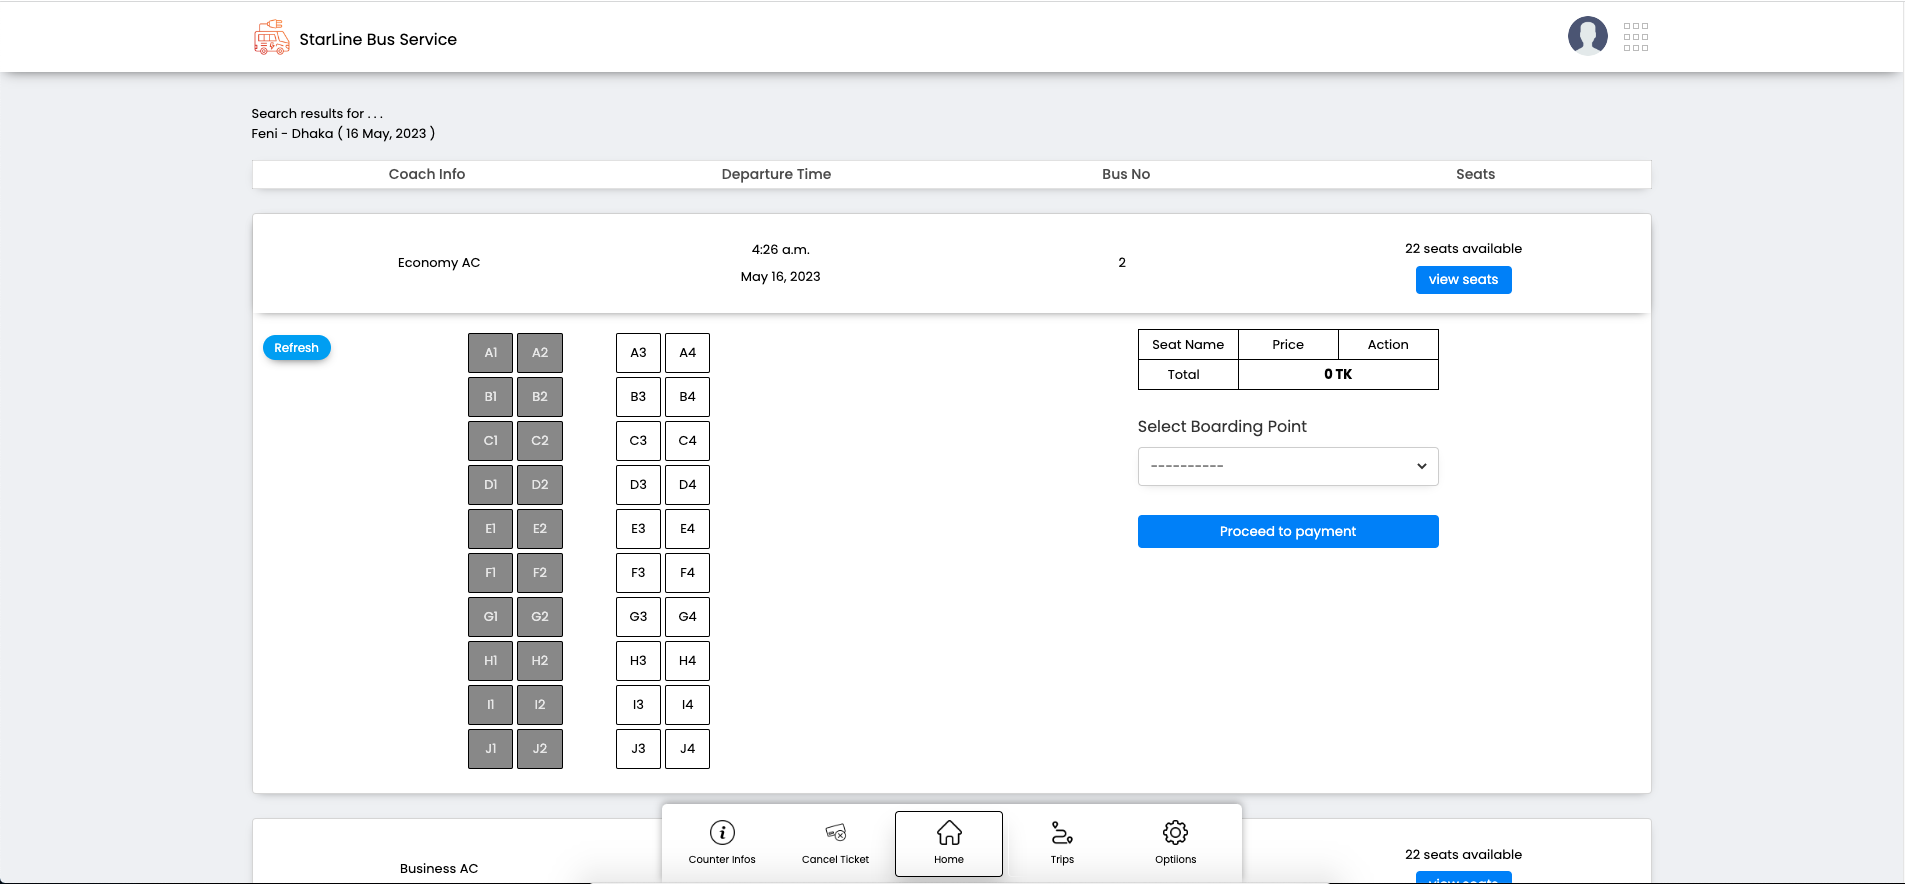 StarLine Bus Service
Search results for . . .
Feni - Dhaka ( 16 May, 2023 )
Coach Info Departure Time Bus No Seats
Economy AC
4:26 a.m.
May 16, 2023
2
22 seats available
view seats
Refresh
A1 A2 A3 A4
B1 B2 B3 B4
C1 C2 C3 C4
D1 D2 D3 D4
E1 E2 E3 E4
F1 F2 F3 F4
G1 G2 G3 G4
H1 H2 H3 H4
I1 I2 I3 I4
J1 J2 J3 J4
Seat Name Price Action
Total 0 TK
Select Boarding Point
----------
Proceed to payment
Business AC
22 seats available
view seats
Counter Infos Cancel Ticket Home Trips Optiions